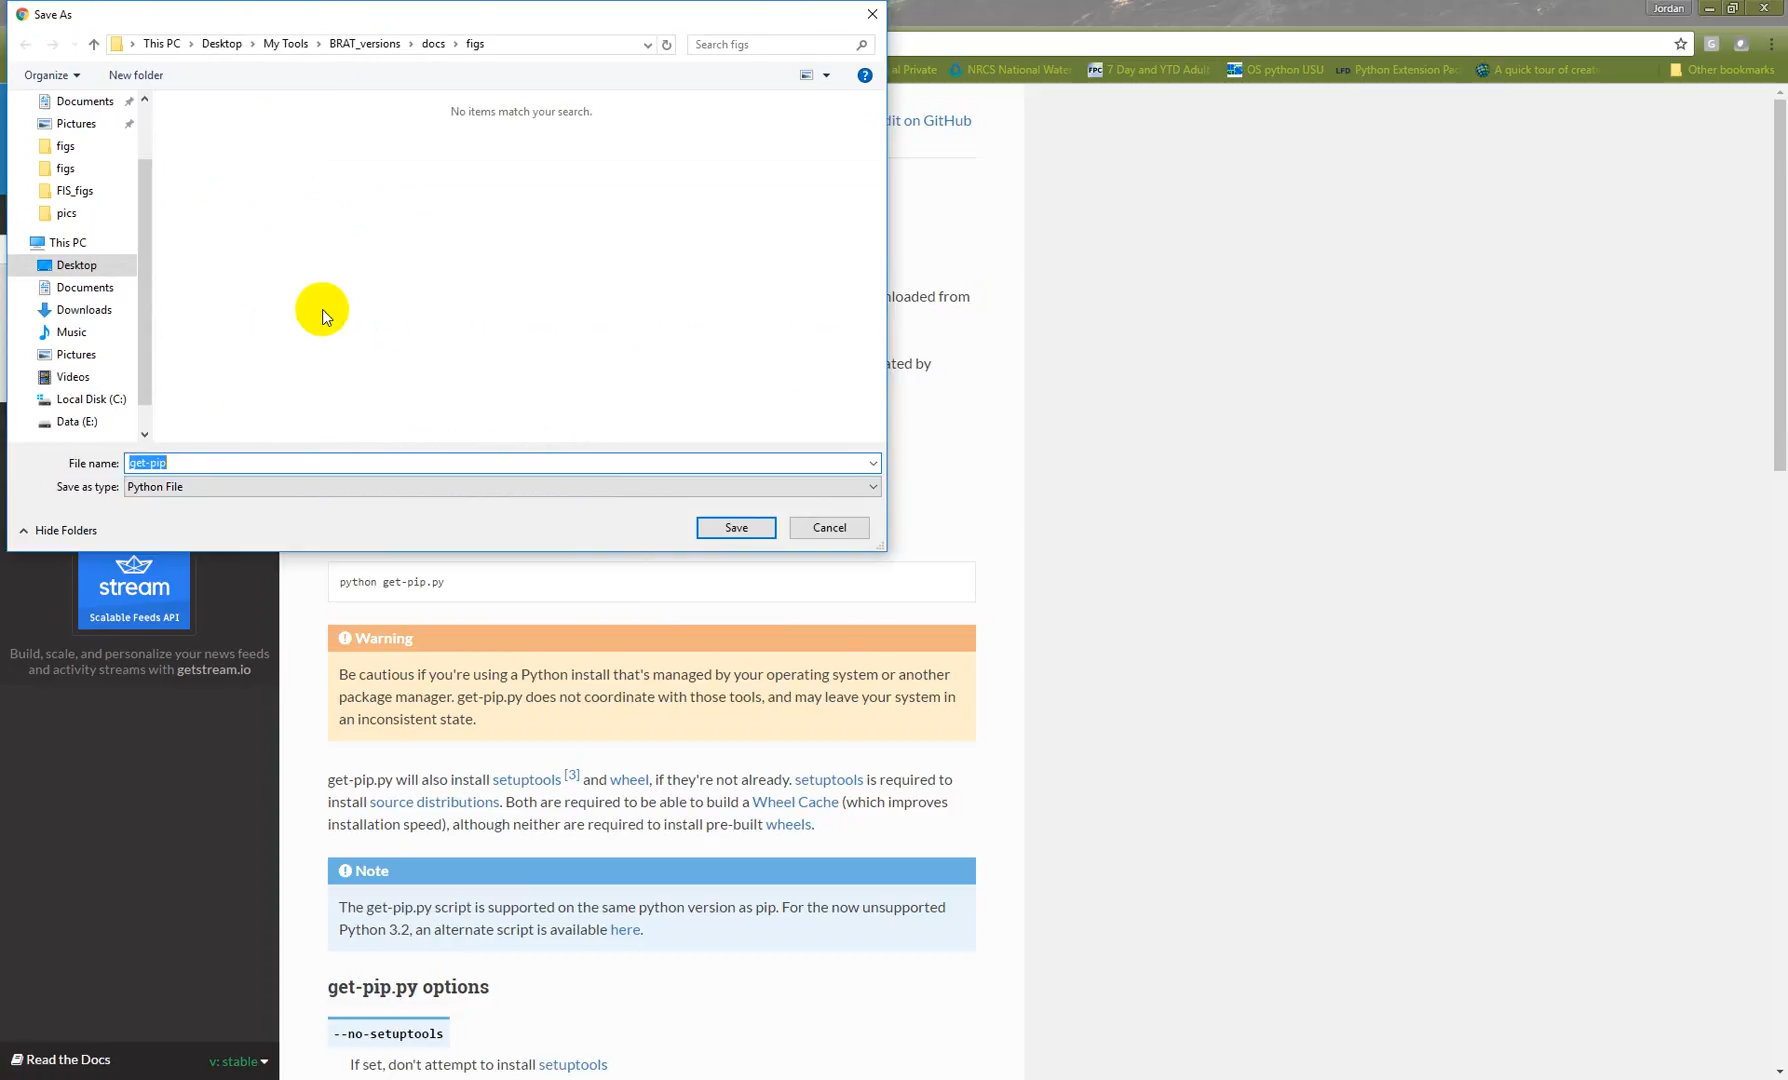 Save As
Jordan
This PC > Desktop > My Tools > BRAT_versions > docs > figs
Search figs
Organize
New folder
al Private
NRCS National Wate
FPC 7 Day and YTD Adul
OS python USU
LFD Python Extension Pac
A quick tour of creat
Other bookmarks
Documents
Pictures
figs
figs
FIS_figs
pics
This PC
Desktop
Documents
Downloads
Music
Pictures
Videos
Local Disk (C:)
Data (E:)
No items match your search.
dit on GitHub
nloaded from
ated by
File name: get-pip
Save as type: Python File
Hide Folders
Save
Cancel
stream
Scalable Feeds API
Build, scale, and personalize your news feeds
and activity streams with getstream.io
python get-pip.py
Warning
Be cautious if you're using a Python install that's managed by your operating system or another
package manager. get-pip.py does not coordinate with those tools, and may leave your system in
an inconsistent state.
get-pip.py will also install setuptools [3] and wheel, if they're not already. setuptools is required to
install source distributions. Both are required to be able to build a Wheel Cache (which improves
installation speed), although neither are required to install pre-built wheels.
Note
The get-pip.py script is supported on the same python version as pip. For the now unsupported
Python 3.2, an alternate script is available here.
get-pip.py options
--no-setuptools
If set, don't attempt to install setuptools
Read the Docs
v: stable